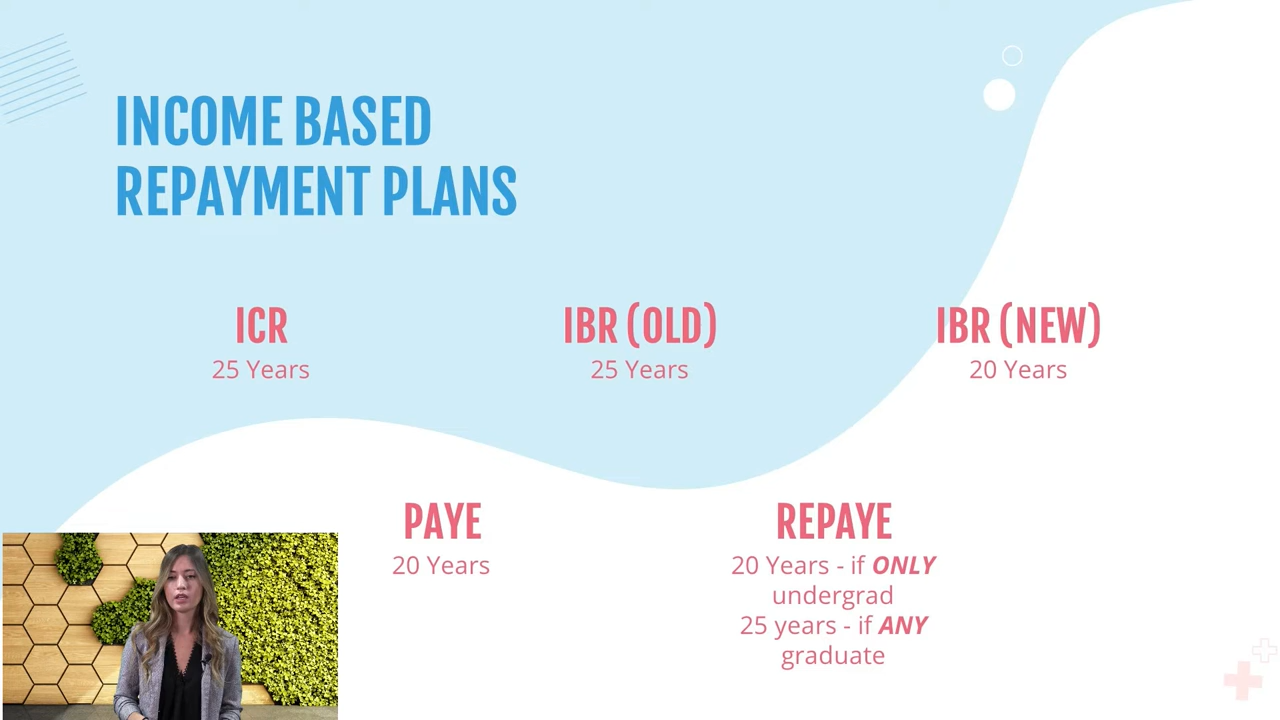 INCOME BASED
REPAYMENT PLANS
ICR
25 Years
IBR (OLD)
25 Years
IBR (NEW)
20 Years
PAYE
20 Years
REPAYE
20 Years - if ONLY
undergrad
25 years - if ANY
graduate